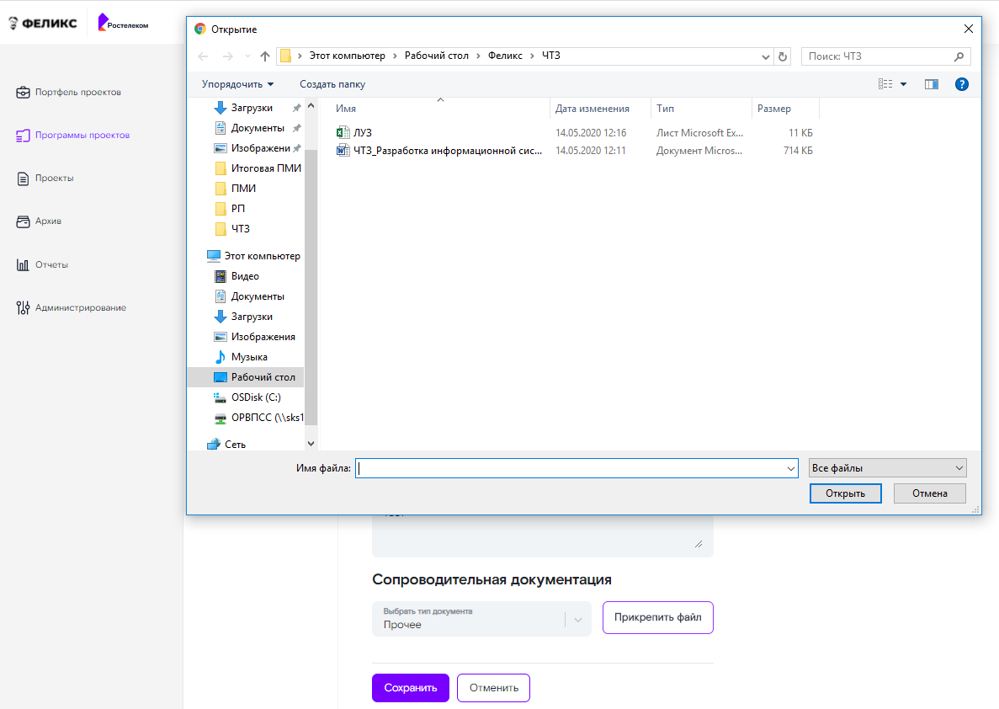 ФЕЛИКС
Ростелеком
Портфель проектов
Программы проектов
Проекты
Архив
Отчеты
Администрирование
Открытие
Этот компьютер › Рабочий стол › Феликс › ЧТЗ
Поиск: ЧТЗ
Упорядочить
Создать папку
Загрузки
Документы
Изображени
Итоговая ПМИ
ПМИ
РП
ЧТЗ
Этот компьютер
Видео
Документы
Загрузки
Изображения
Музыка
Рабочий стол
OSDisk (C:)
ОРВПСС (\\sks1
Сеть
Имя Дата изменения Тип Размер
ЛУЗ 14.05.2020 12:16 Лист Microsoft Ex... 11 КБ
ЧТЗ_Разработка информационной сис... 14.05.2020 12:11 Документ Micros... 714 КБ
Имя файла:
Все файлы
Открыть
Отмена
Сопроводительная документация
Выбрать тип документа
Прочее
Прикрепить файл
Сохранить
Отменить